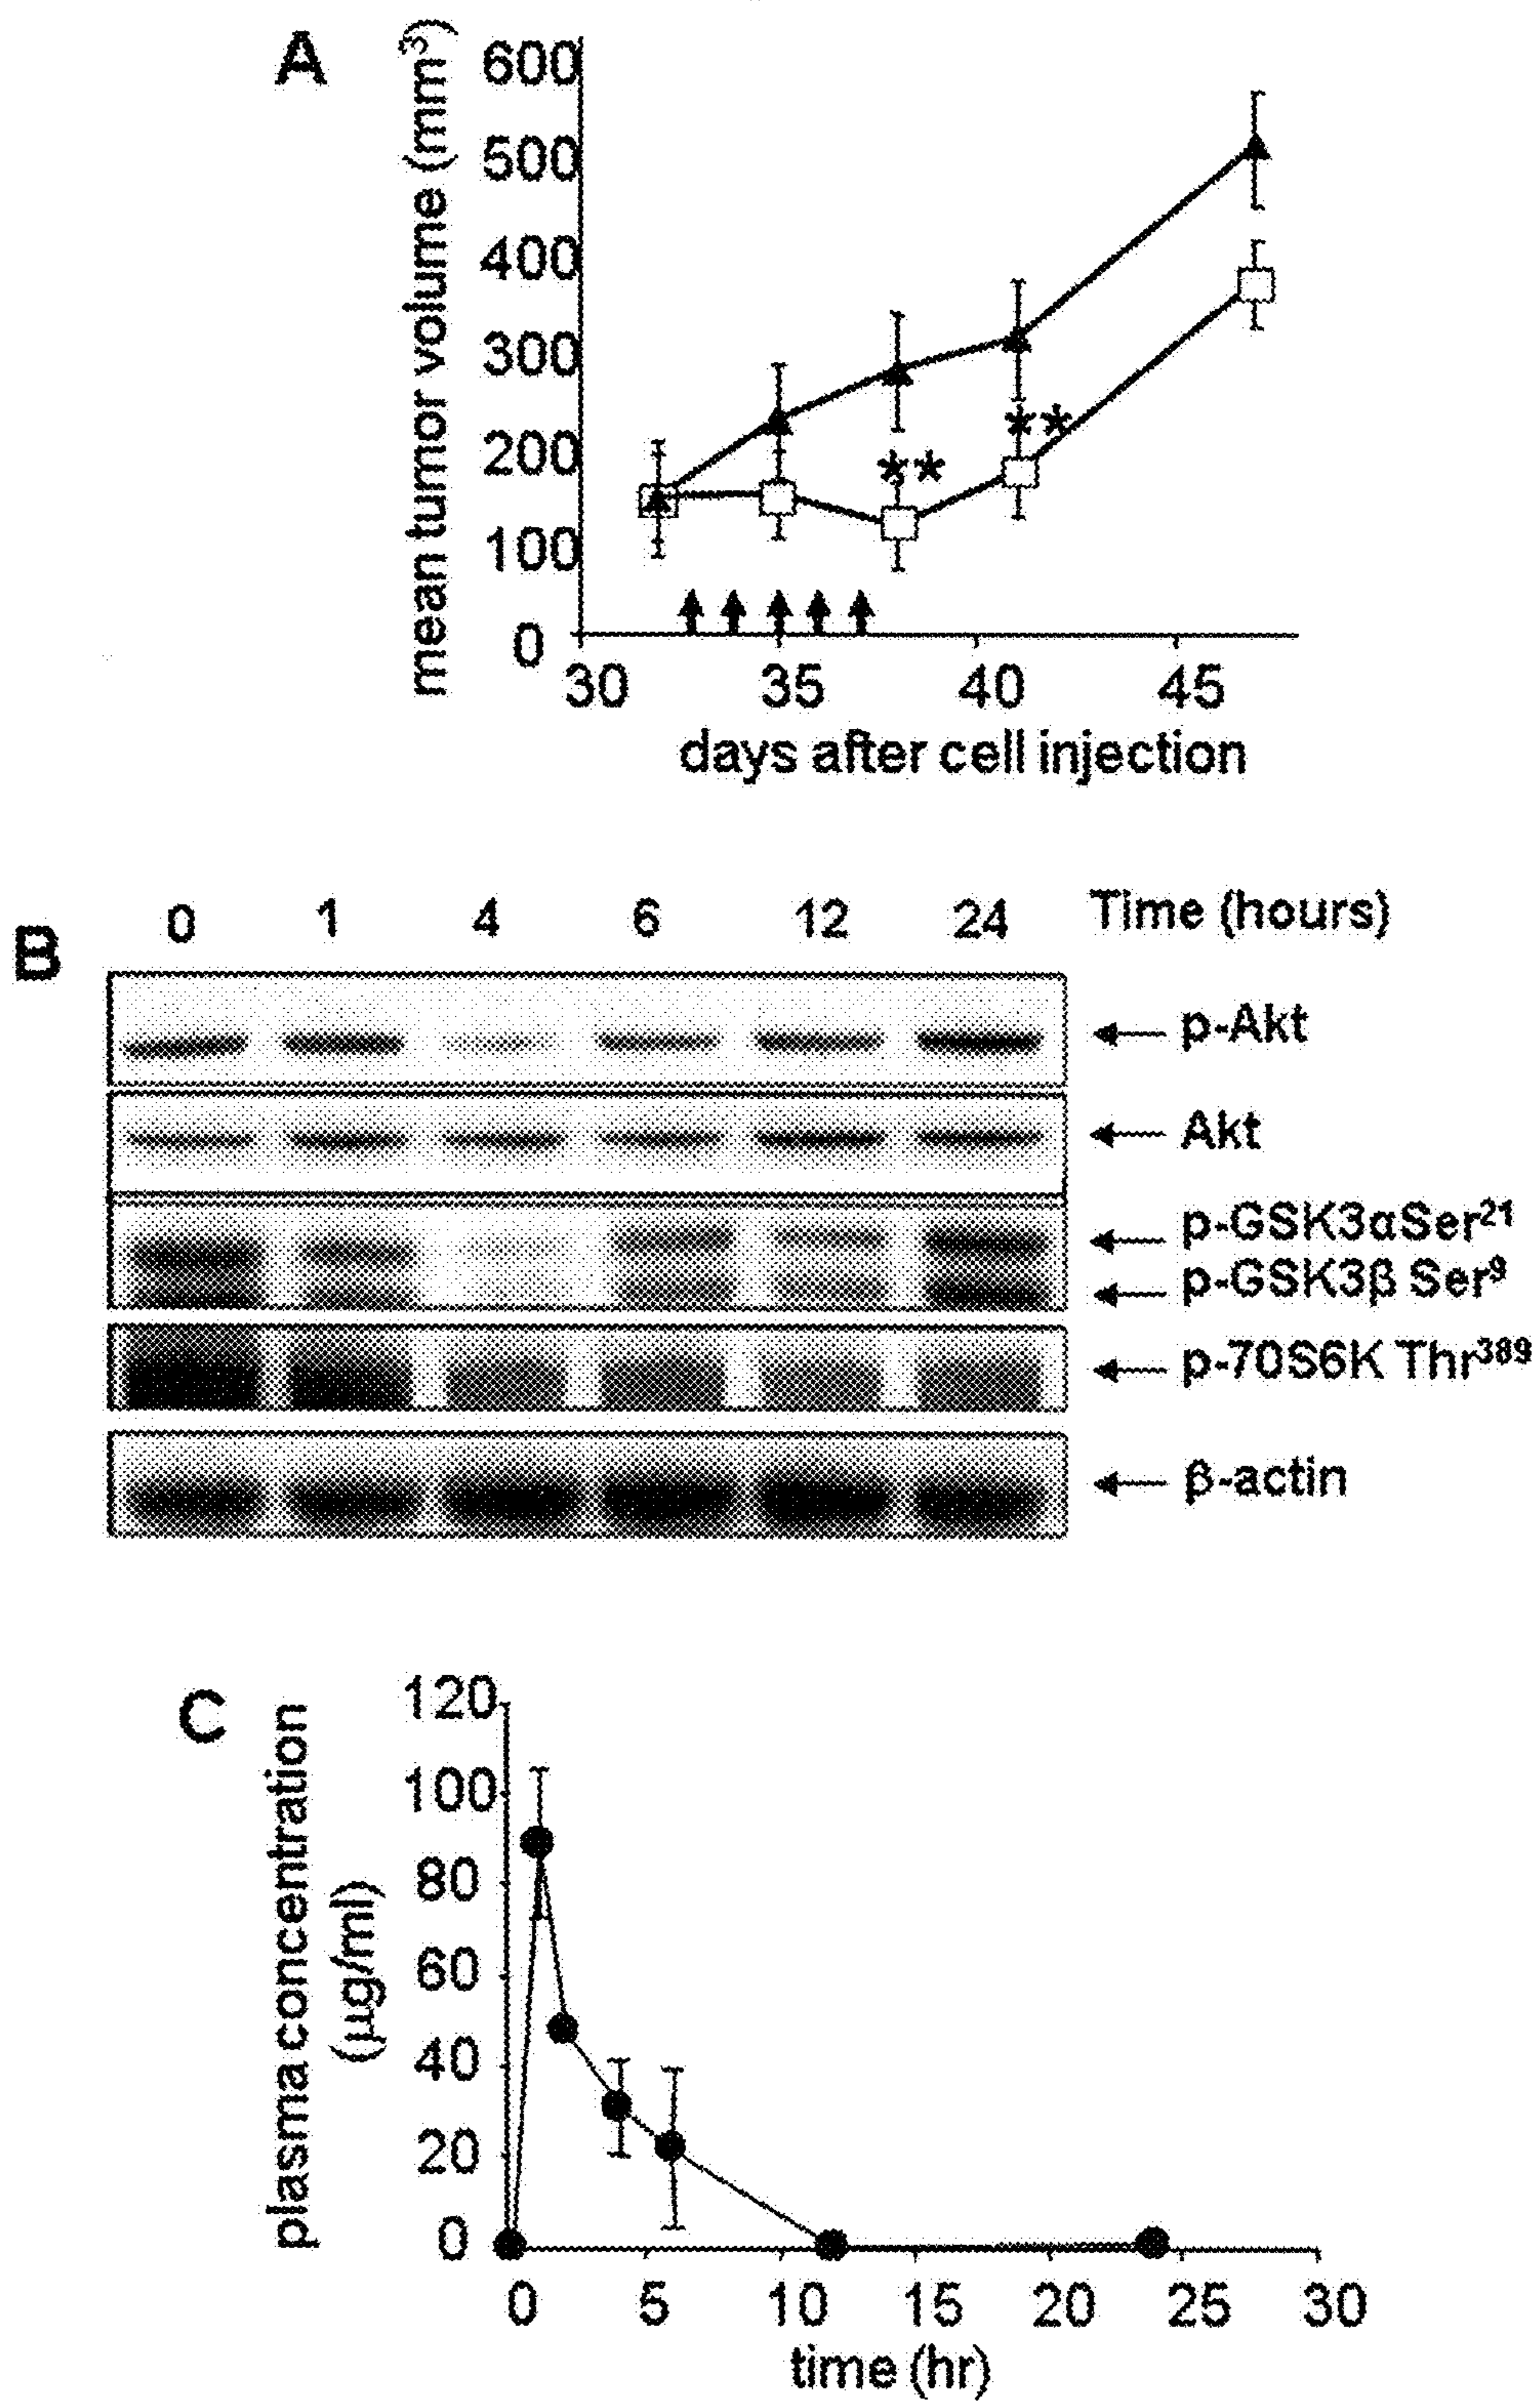 A
mean tumor volume (mm³)
600
500
400
300
200
100
0
**
**
30 35 40 45
days after cell injection
B
0 1 4 6 12 24 Time (hours)
p-Akt
Akt
p-GSK3αSer²¹
p-GSK3β Ser⁹
p-70S6K Thr³⁸⁹
β-actin
C
plasma concentration
(µg/ml)
120
100
80
60
40
20
0
0 5 10 15 20 25 30
time (hr)